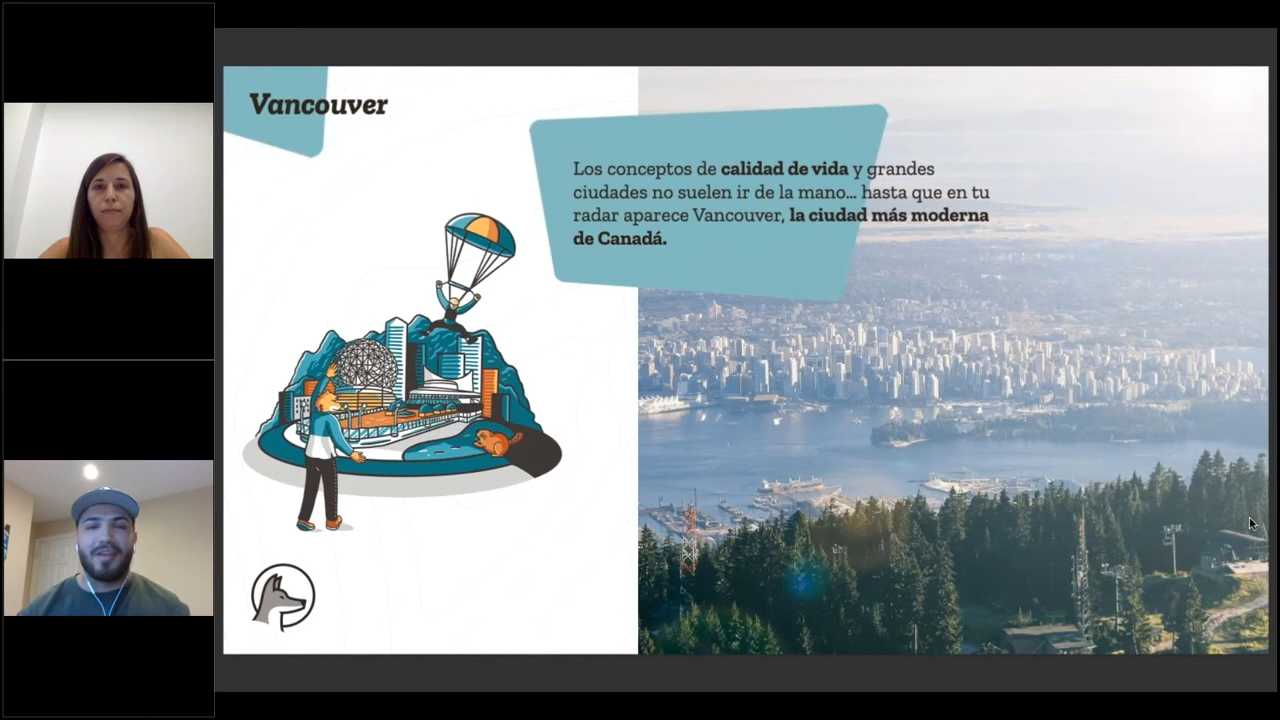 Vancouver
Los conceptos de calidad de vida y grandes
ciudades no suelen ir de la mano... hasta que en tu
radar aparece Vancouver, la ciudad más moderna
de Canadá.